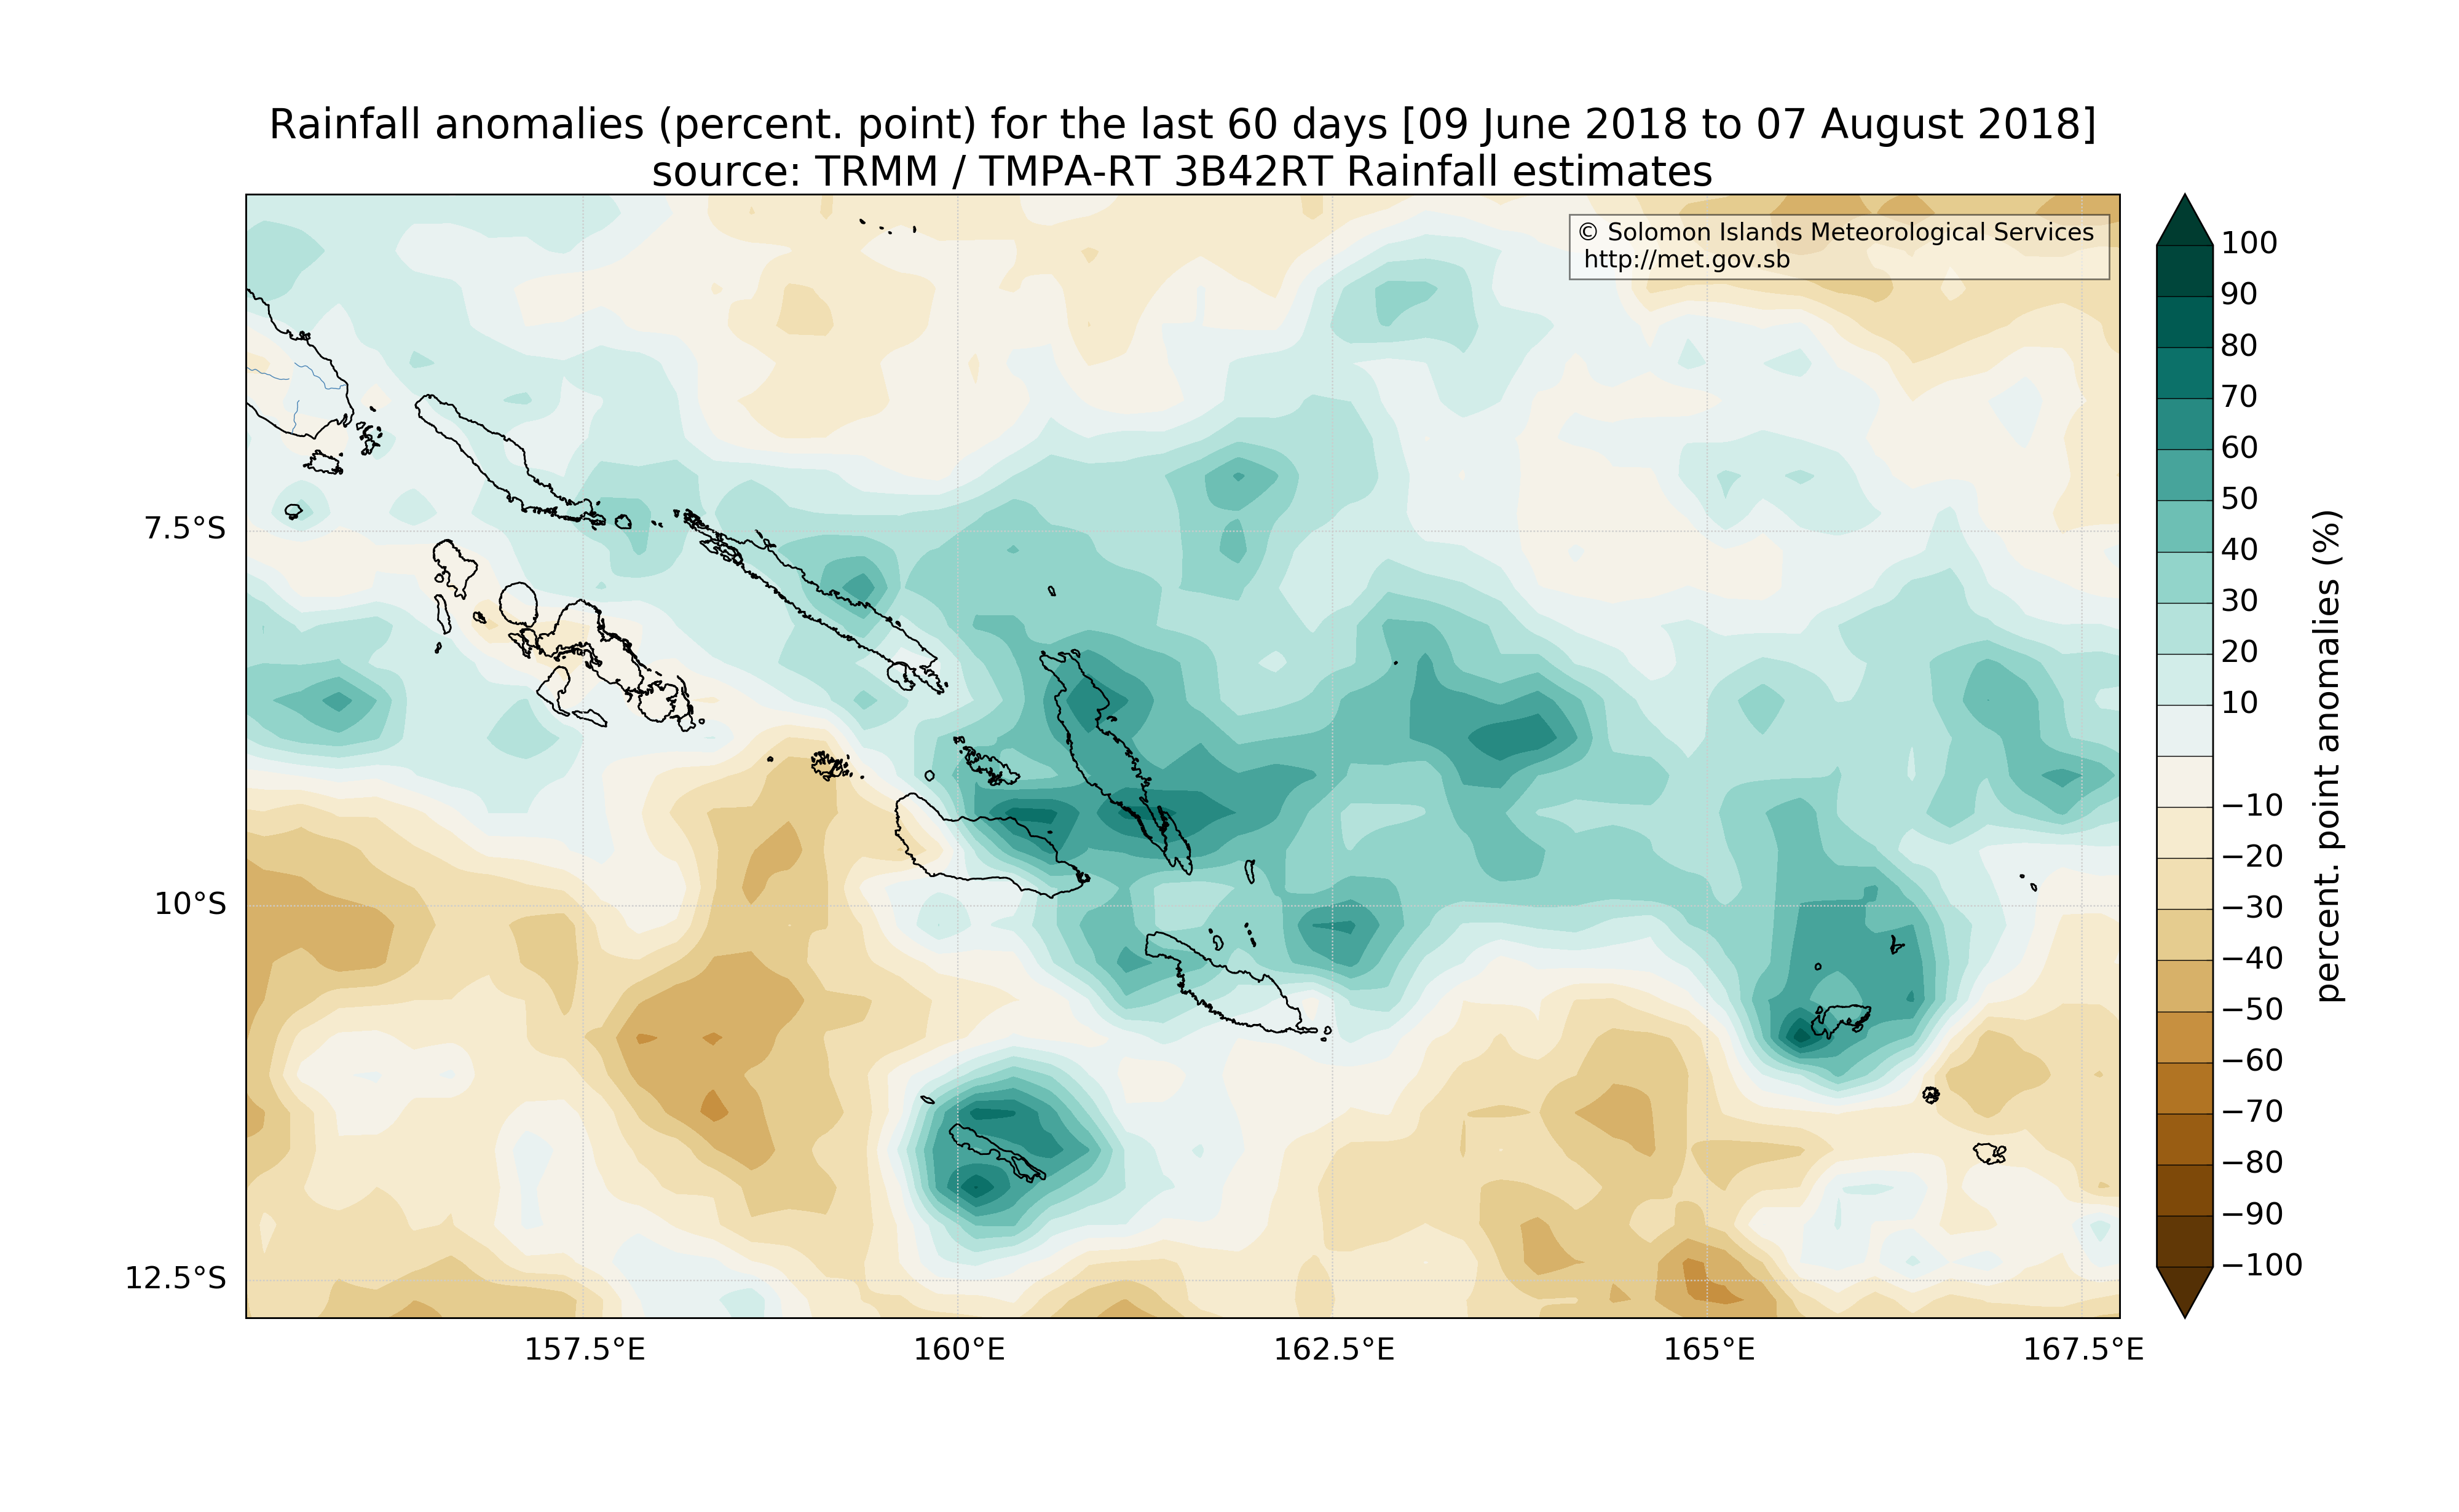 Rainfall anomalies (percent. point) for the last 60 days [09 June 2018 to 07 August 2018]
source: TRMM / TMPA-RT 3B42RT Rainfall estimates
© Solomon Islands Meteorological Services
http://met.gov.sb
7.5°S
10°S
12.5°S
157.5°E
160°E
162.5°E
165°E
167.5°E
100
90
80
70
60
50
40
30
20
10
−10
−20
−30
−40
−50
−60
−70
−80
−90
−100
percent. point anomalies (%)